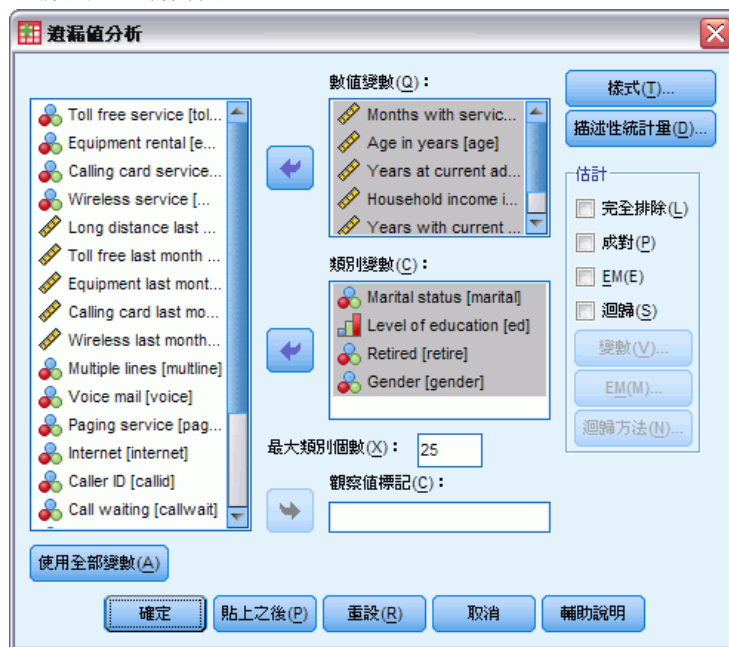 遺漏值分析
Toll free service [tol...
Equipment rental [e...
Calling card service...
Wireless service [...
Long distance last ...
Toll free last month ...
Equipment last mont...
Calling card last mo...
Wireless last month...
Multiple lines [multline]
Voice mail [voice]
Paging service [pag...
Internet [internet]
Caller ID [callid]
Call waiting [callwait]
使用全部變數(A)
數值變數(Q)：
Months with servic...
Age in years [age]
Years at current ad...
Household income i...
Years with current ...
類別變數(C)：
Marital status [marital]
Level of education [ed]
Retired [retire]
Gender [gender]
最大類別個數(X)： 25
觀察值標記(C)：
樣式(T)...
描述性統計量(D)...
估計
完全排除(L)
成對(P)
EM(E)
迴歸(S)
變數(V)...
EM(M)...
迴歸方法(N)...
確定
貼上之後(P)
重設(R)
取消
輔助說明